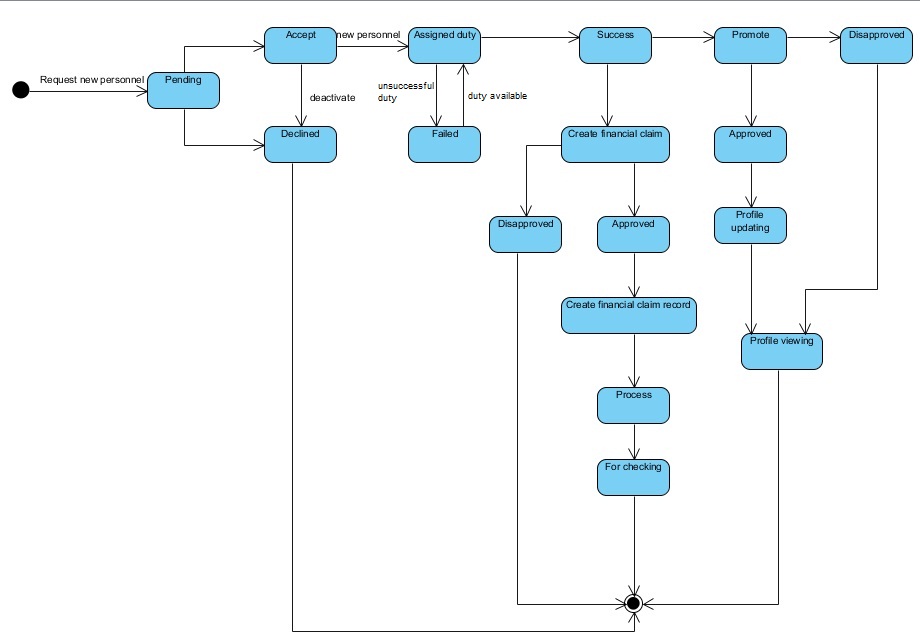 Accept
new personnel
Assigned duty
Success
Promote
Disapproved
Request new personnel
Pending
deactivate
unsuccessful
duty
duty available
Declined
Failed
Create financial claim
Approved
Disapproved
Approved
Profile
updating
Create financial claim record
Profile viewing
Process
For checking